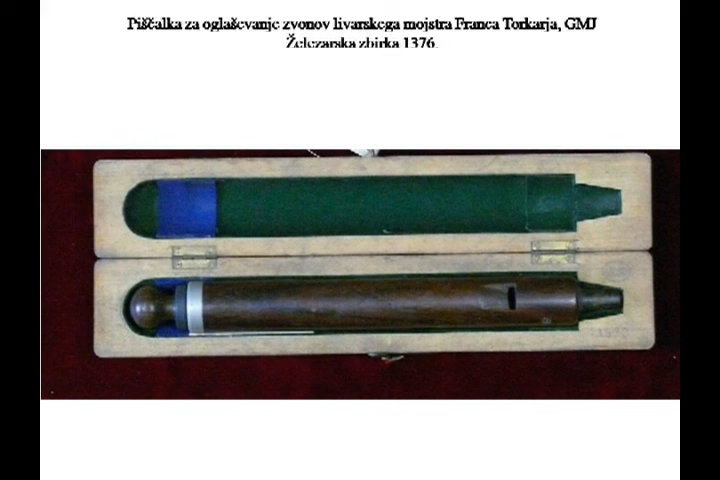 Piščalka za oglaševanje zvonov livarskega mojstra Franca Torkarja, GMJ
Železarska zbirka 1376.